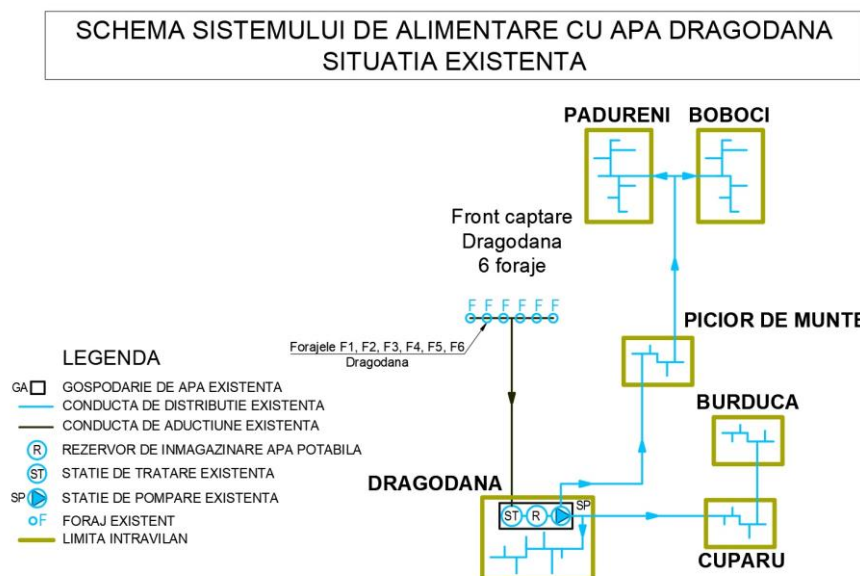 SCHEMA SISTEMULUI DE ALIMENTARE CU APA DRAGODANA
SITUATIA EXISTENTA
PADURENI BOBOCI
Front captare
Dragodana
6 foraje
F F F F F F
Forajele F1, F2, F3, F4, F5, F6
Dragodana
PICIOR DE MUNTE
BURDUCA
DRAGODANA
ST R SP
CUPARU
LEGENDA
GA GOSPODARIE DE APA EXISTENTA
CONDUCTA DE DISTRIBUTIE EXISTENTA
CONDUCTA DE ADUCTIUNE EXISTENTA
R REZERVOR DE INMAGAZINARE APA POTABILA
ST STATIE DE TRATARE EXISTENTA
SP STATIE DE POMPARE EXISTENTA
F FORAJ EXISTENT
LIMITA INTRAVILAN